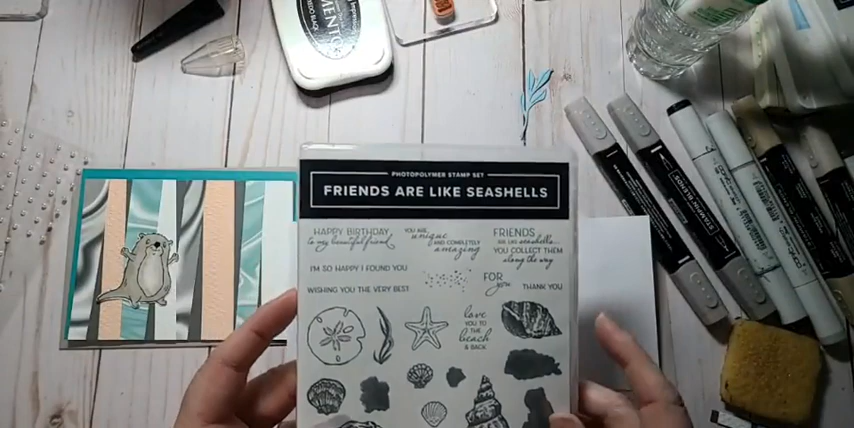 PHOTOPOLYMER STAMP SET
FRIENDS ARE LIKE SEASHELLS
HAPPY BIRTHDAY
to my beautiful friend
YOU ARE
unique
AND COMPLETELY
amazing
FRIENDS
are like seashells
YOU COLLECT THEM
along the way
I'M SO HAPPY I FOUND YOU
WISHING YOU THE VERY BEST
FOR
THANK YOU
love
YOU TO
the
beach
& BACK
STAMPIN' BLENDS